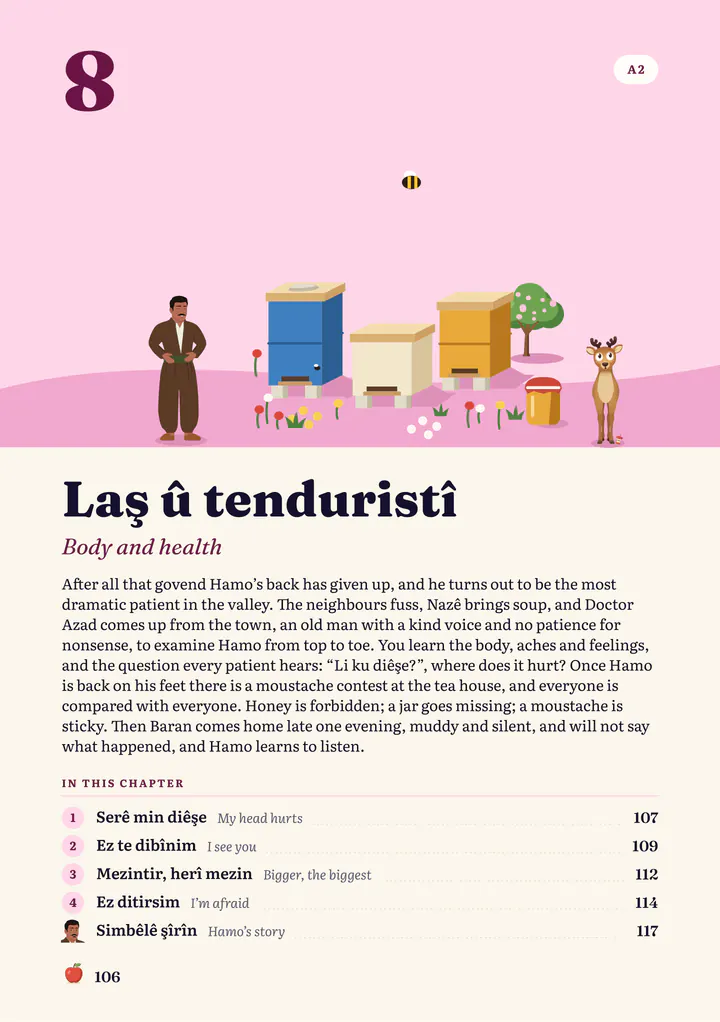 8
A2
Laş û tenduristî
Body and health
After all that govend Hamo’s back has given up, and he turns out to be the most
dramatic patient in the valley. The neighbours fuss, Nazê brings soup, and Doctor
Azad comes up from the town, an old man with a kind voice and no patience for
nonsense, to examine Hamo from top to toe. You learn the body, aches and feelings,
and the question every patient hears: “Li ku diêşe?”, where does it hurt? Once Hamo
is back on his feet there is a moustache contest at the tea house, and everyone is
compared with everyone. Honey is forbidden; a jar goes missing; a moustache is
sticky. Then Baran comes home late one evening, muddy and silent, and will not say
what happened, and Hamo learns to listen.
IN THIS CHAPTER
1 Serê min diêşe My head hurts 107
2 Ez te dibînim I see you 109
3 Mezintir, herî mezin Bigger, the biggest 112
4 Ez ditirsim I’m afraid 114
Simbêlê şîrîn Hamo’s story 117
106